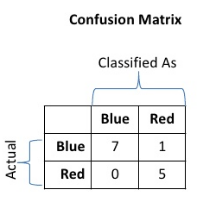 Confusion Matrix
Classified As
Blue Red
Actual
Blue 7 1
Red 0 5